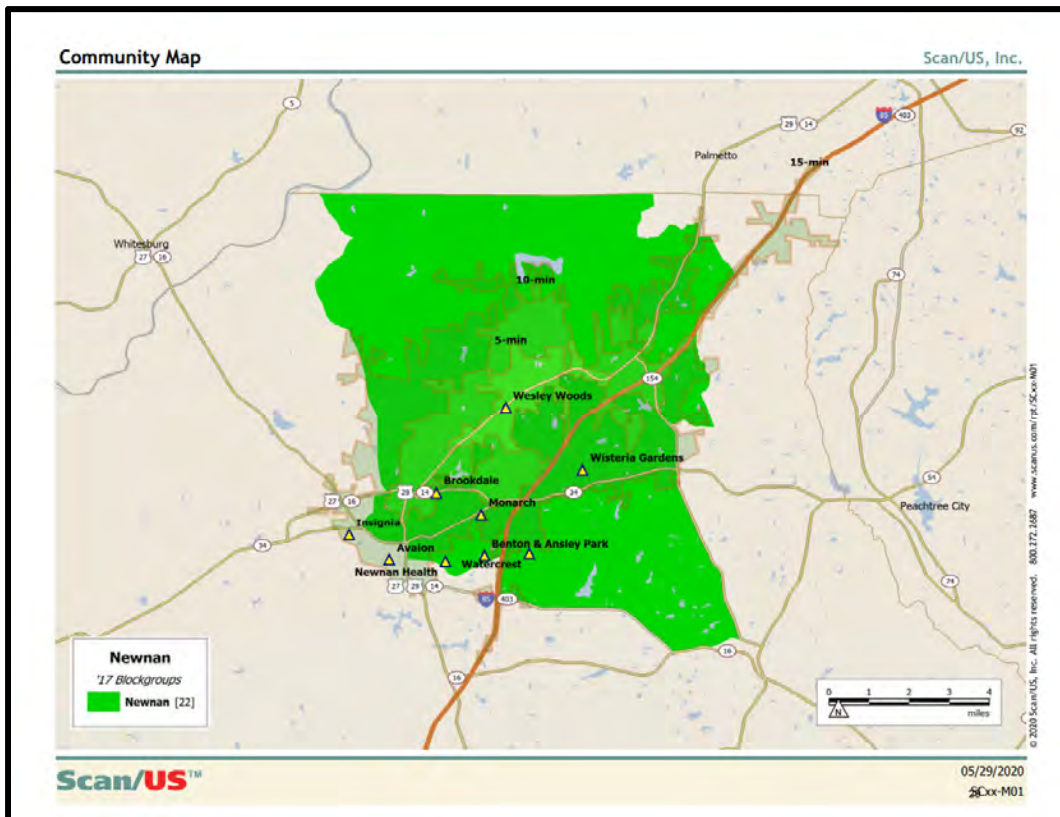 Community Map
Scan/US, Inc.
5
29 14
85 402
92
Palmetto
15-min
Whitesburg
27 16
74
10-min
5-min
154
Wesley Woods
Wisteria Gardens
54
Brookdale
29 14
34
27 16
Monarch
Peachtree City
Insignia
34
Avalon
Benton & Ansley Park
Newnan Health
Watercrest
27 29 14
74
85 403
16
16
Newnan
'17 Blockgroups
Newnan [22]
0 1 2 3 4
N
miles
© 2020 Scan/US, Inc. All rights reserved. 800.272.2687 www.scanus.com/rpt/SCxx-M01
Scan/US™
05/29/2020
SCxx-M01